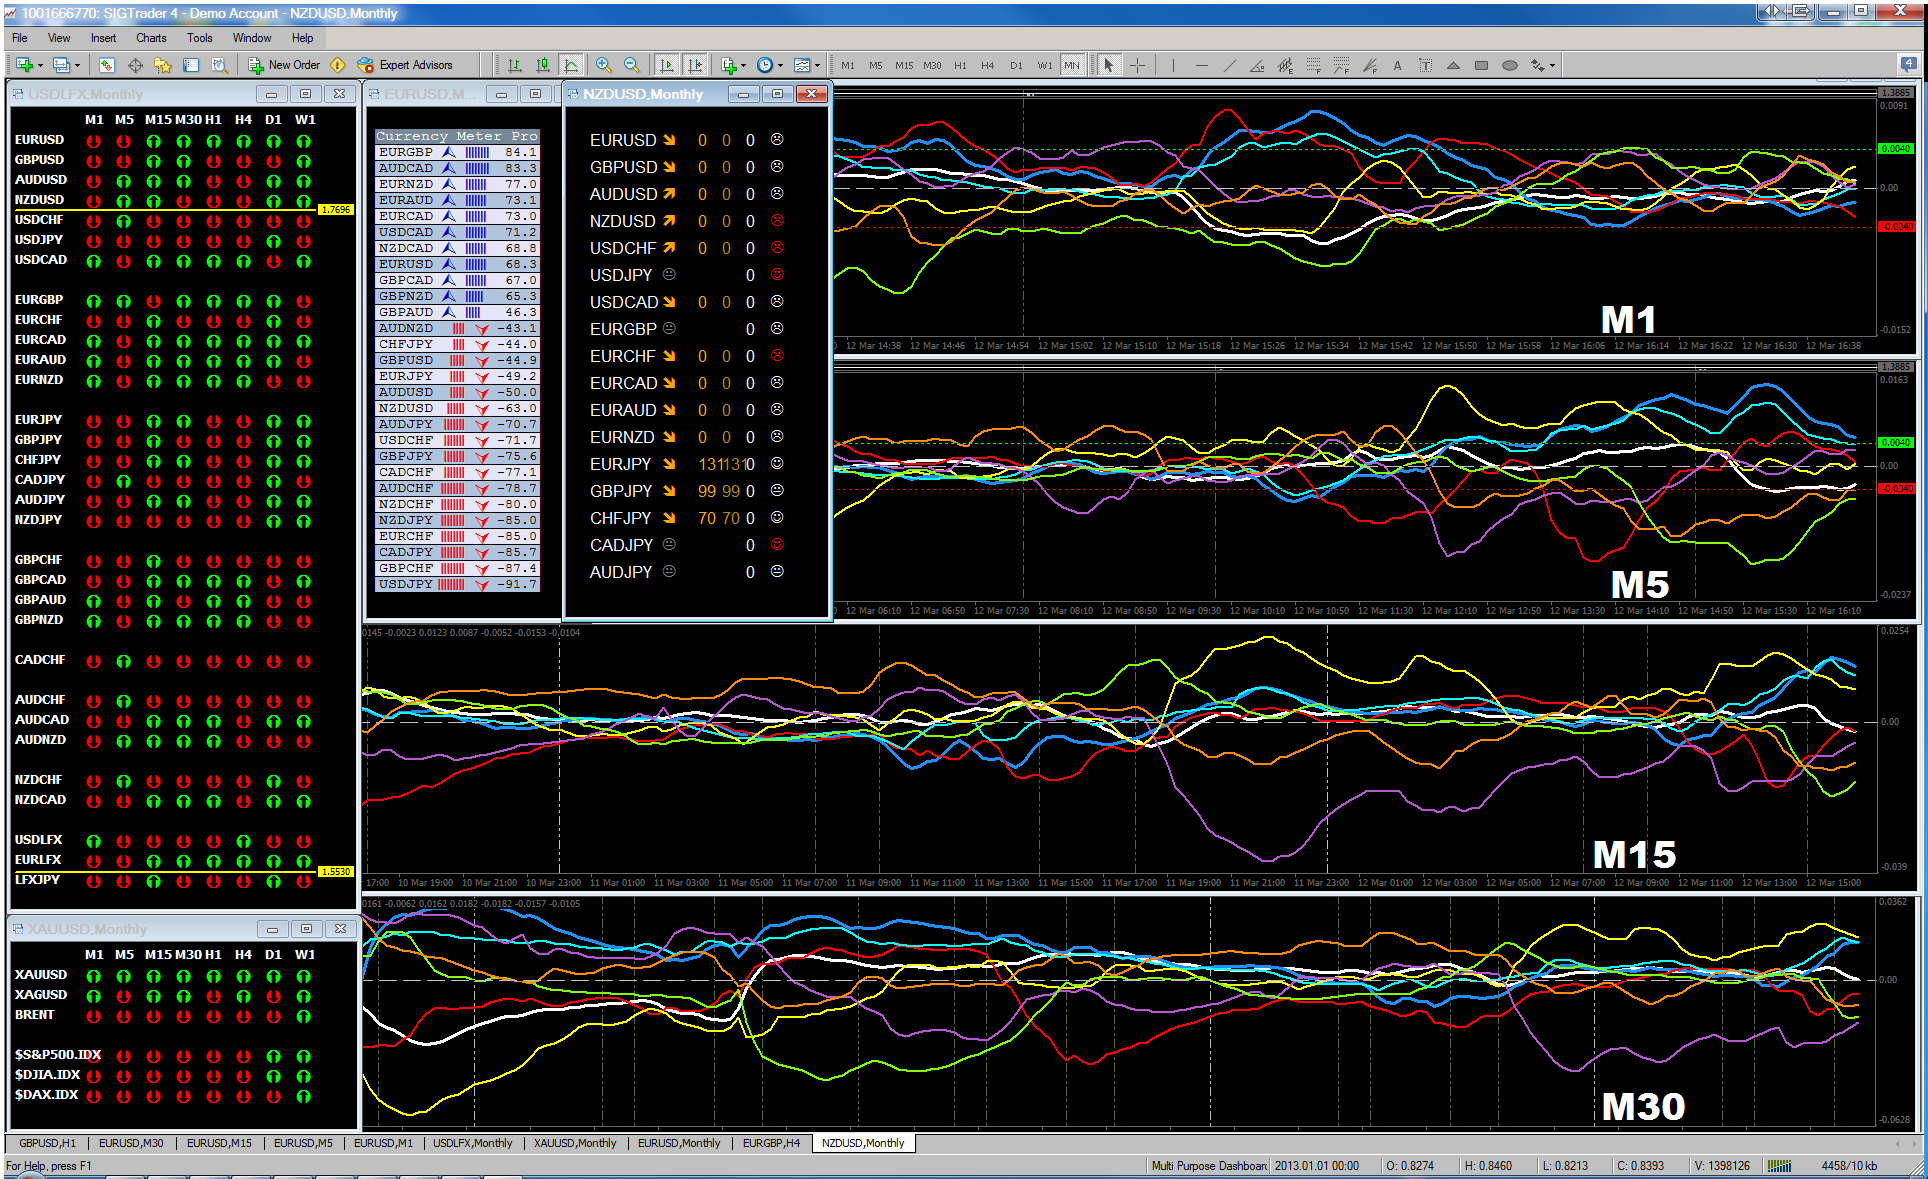 1001666770: SIGTrader 4 - Demo Account - NZDUSD,Monthly
File View Insert Charts Tools Window Help
New Order Expert Advisors M1 M5 M15 M30 H1 H4 D1 W1 MN A T 4
USDLFX,Monthly
M1 M5 M15 M30 H1 H4 D1 W1
EURUSD
GBPUSD
AUDUSD
NZDUSD
1.7696
USDCHF
USDJPY
USDCAD
EURGBP
EURCHF
EURCAD
EURAUD
EURNZD
EURJPY
GBPJPY
CHFJPY
CADJPY
AUDJPY
NZDJPY
GBPCHF
GBPCAD
GBPAUD
GBPNZD
CADCHF
AUDCHF
AUDCAD
AUDNZD
NZDCHF
NZDCAD
USDLFX
EURLFX
1.5530
LFXJPY
EURUSD,M...
Currency Meter Pro
EURGBP 84.1
AUDCAD 83.3
EURNZD 77.0
EURAUD 73.1
EURCAD 73.0
USDCAD 71.2
NZDCAD 68.8
EURUSD 68.3
GBPCAD 67.0
GBPNZD 65.3
GBPAUD 46.3
AUDNZD -43.1
CHFJPY -44.0
GBPUSD -44.9
EURJPY -49.2
AUDUSD -50.0
NZDUSD -63.0
AUDJPY -70.7
USDCHF -71.7
GBPJPY -75.6
CADCHF -77.1
AUDCHF -78.7
NZDCHF -80.0
NZDJPY -85.0
EURCHF -85.0
CADJPY -85.7
GBPCHF -87.4
USDJPY -91.7
NZDUSD,Monthly
EURUSD 0 0 0
GBPUSD 0 0 0
AUDUSD 0 0 0
NZDUSD 0 0 0
USDCHF 0 0 0
USDJPY 0
USDCAD 0 0 0
EURGBP 0
EURCHF 0 0 0
EURCAD 0 0 0
EURAUD 0 0 0
EURNZD 0 0 0
EURJPY 131 131 0
GBPJPY 99 99 0
CHFJPY 70 70 0
CADJPY 0
AUDJPY 0
1.3885
0.0091
0.0040
0.00
-0.0040
M1
-0.0152
12 Mar 14:38 12 Mar 14:46 12 Mar 14:54 12 Mar 15:02 12 Mar 15:10 12 Mar 15:18 12 Mar 15:26 12 Mar 15:34 12 Mar 15:42 12 Mar 15:50 12 Mar 15:58 12 Mar 16:06 12 Mar 16:14 12 Mar 16:22 12 Mar 16:30 12 Mar 16:38
1.3885
0.0163
0.0040
0.00
-0.0040
M5
-0.0237
12 Mar 06:10 12 Mar 06:50 12 Mar 07:30 12 Mar 08:10 12 Mar 08:50 12 Mar 09:30 12 Mar 10:10 12 Mar 10:50 12 Mar 11:30 12 Mar 12:10 12 Mar 12:50 12 Mar 13:30 12 Mar 14:10 12 Mar 14:50 12 Mar 15:30 12 Mar 16:10
0145 -0.0023 0.0123 0.0087 -0.0052 -0.0153 -0.0104
0.0254
0.00
M15
-0.039
17:00 10 Mar 19:00 10 Mar 21:00 10 Mar 23:00 11 Mar 01:00 11 Mar 03:00 11 Mar 05:00 11 Mar 07:00 11 Mar 09:00 11 Mar 11:00 11 Mar 13:00 11 Mar 15:00 11 Mar 17:00 11 Mar 19:00 11 Mar 21:00 11 Mar 23:00 12 Mar 01:00 12 Mar 03:00 12 Mar 05:00 12 Mar 07:00 12 Mar 09:00 12 Mar 11:00 12 Mar 13:00 12 Mar 15:00
0161 -0.0062 0.0162 0.0182 -0.0182 -0.0157 -0.0105
0.0362
0.00
M30
-0.0628
XAUUSD,Monthly
M1 M5 M15 M30 H1 H4 D1 W1
XAUUSD
XAGUSD
BRENT
$S&P500.IDX
$DJIA.IDX
$DAX.IDX
GBPUSD,H1 EURUSD,M30 EURUSD,M15 EURUSD,M5 EURUSD,M1 USDLFX,Monthly XAUUSD,Monthly EURUSD,Monthly EURGBP,H4 NZDUSD,Monthly
For Help, press F1 Multi Purpose Dashboard 2013.01.01 00:00 O: 0.8274 H: 0.8460 L: 0.8213 C: 0.8393 V: 1398126 4458/10 kb